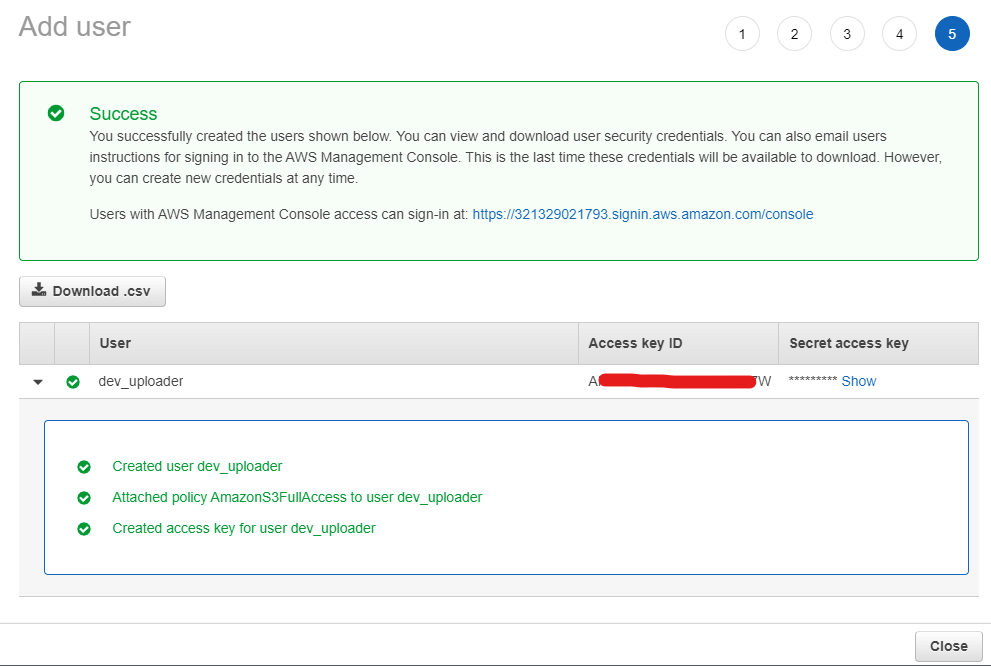 Add user
1 2 3 4 5
Success
You successfully created the users shown below. You can view and download user security credentials. You can also email users
instructions for signing in to the AWS Management Console. This is the last time these credentials will be available to download. However,
you can create new credentials at any time.
Users with AWS Management Console access can sign-in at: https://321329021793.signin.aws.amazon.com/console
Download .csv
User Access key ID Secret access key
dev_uploader ********* Show
Created user dev_uploader
Attached policy AmazonS3FullAccess to user dev_uploader
Created access key for user dev_uploader
Close